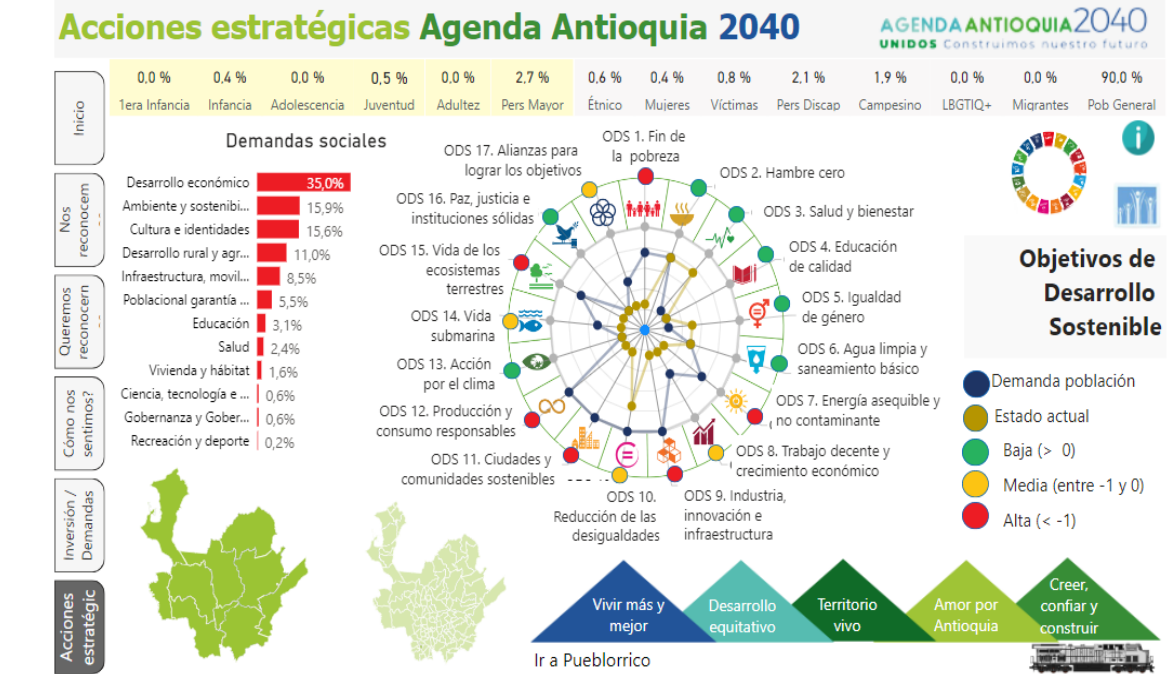 Acciones estratégicas Agenda Antioquia 2040
AGENDA ANTIOQUIA 2040
UNIDOS Construimos nuestro futuro
Inicio
Nos
reconocem
Queremos
reconocern
Cómo nos
sentimos?
Inversión /
Demandas
Acciones
estratégic
0,0 % 0,4 % 0,0 % 0,5 % 0,0 % 2,7 % 0,6 % 0,4 % 0,8 % 2,1 % 1,9 % 0,0 % 0,0 % 90,0 %
1era Infancia Infancia Adolescencia Juventud Adultez Pers Mayor Étnico Mujeres Víctimas Pers Discap Campesino LBGTIQ+ Migrantes Pob General
Demandas sociales
Desarrollo económico 35,0%
Ambiente y sostenibi... 15,9%
Cultura e identidades 15,6%
Desarrollo rural y agr... 11,0%
Infraestructura, movil... 8,5%
Poblacional garantía ... 5,5%
Educación 3,1%
Salud 2,4%
Vivienda y hábitat 1,6%
Ciencia, tecnología e ... 0,6%
Gobernanza y Gober... 0,6%
Recreación y deporte 0,2%
ODS 1. Fin de
la pobreza
ODS 2. Hambre cero
ODS 3. Salud y bienestar
ODS 4. Educación
de calidad
ODS 5. Igualdad
de género
ODS 6. Agua limpia y
saneamiento básico
ODS 7. Energía asequible y
no contaminante
ODS 8. Trabajo decente y
crecimiento económico
ODS 9. Industria,
innovación e
infraestructura
ODS 10.
Reducción de las
desigualdades
ODS 11. Ciudades y
comunidades sostenibles
ODS 12. Producción y
consumo responsables
ODS 13. Acción
por el clima
ODS 14. Vida
submarina
ODS 15. Vida de los
ecosistemas
terrestres
ODS 16. Paz, justicia e
instituciones sólidas
ODS 17. Alianzas para
lograr los objetivos
i
Objetivos de
Desarrollo
Sostenible
Demanda población
Estado actual
Baja (> 0)
Media (entre -1 y 0)
Alta (< -1)
Vivir más y
mejor
Desarrollo
equitativo
Territorio
vivo
Amor por
Antioquia
Creer,
confiar y
construir
Ir a Pueblorrico